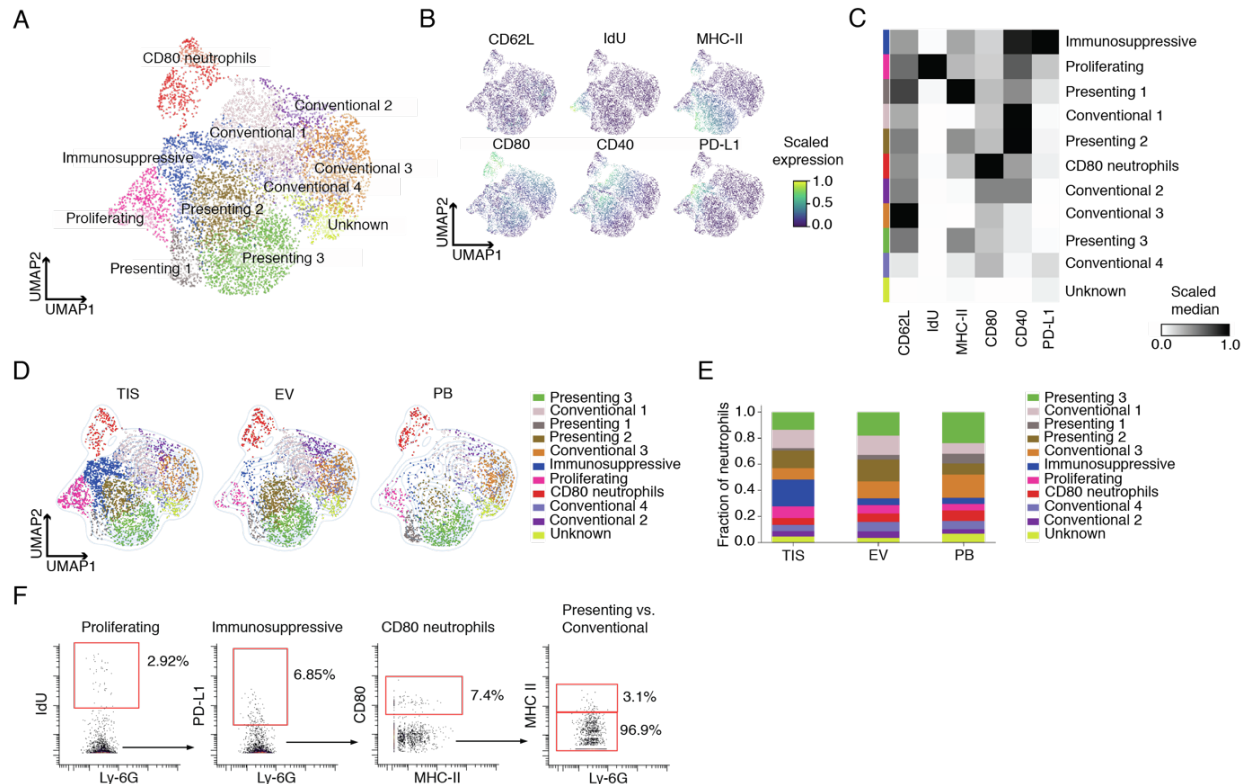 A
CD80 neutrophils
Conventional 2
Conventional 1
Immunosuppressive
Conventional 3
Conventional 4
Presenting 2
Proliferating
Unknown
Presenting 3
Presenting 1
UMAP2
UMAP1
B
CD62L IdU MHC-II
CD80 CD40 PD-L1
Scaled
expression
1.0
0.5
0.0
UMAP2
UMAP1
C
Immunosuppressive
Proliferating
Presenting 1
Conventional 1
Presenting 2
CD80 neutrophils
Conventional 2
Conventional 3
Presenting 3
Conventional 4
Unknown
CD62L IdU MHC-II CD80 CD40 PD-L1
Scaled
median
0.0 1.0
D
TIS EV PB
UMAP2
UMAP1
Presenting 3
Conventional 1
Presenting 1
Presenting 2
Conventional 3
Immunosuppressive
Proliferating
CD80 neutrophils
Conventional 4
Conventional 2
Unknown
E
Fraction of neutrophils
1.0
0.8
0.6
0.4
0.2
0.0
TIS EV PB
Presenting 3
Conventional 1
Presenting 1
Presenting 2
Conventional 3
Immunosuppressive
Proliferating
CD80 neutrophils
Conventional 4
Conventional 2
Unknown
F
Proliferating
2.92%
IdU
Ly-6G
Immunosuppressive
6.85%
PD-L1
Ly-6G
CD80 neutrophils
7.4%
CD80
MHC-II
Presenting vs.
Conventional
3.1%
96.9%
MHC II
Ly-6G